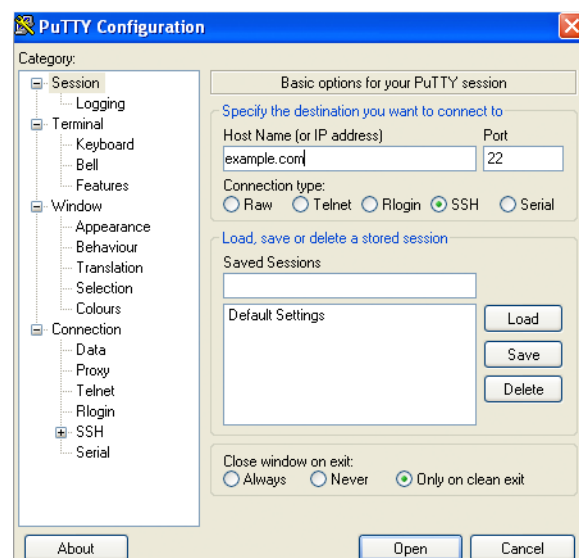 PuTTY Configuration
Category:
Session
Logging
Terminal
Keyboard
Bell
Features
Window
Appearance
Behaviour
Translation
Selection
Colours
Connection
Data
Proxy
Telnet
Rlogin
SSH
Serial
Basic options for your PuTTY session
Specify the destination you want to connect to
Host Name (or IP address) Port
example.com 22
Connection type:
Raw Telnet Rlogin SSH Serial
Load, save or delete a stored session
Saved Sessions
Default Settings
Load
Save
Delete
Close window on exit:
Always Never Only on clean exit
About Open Cancel